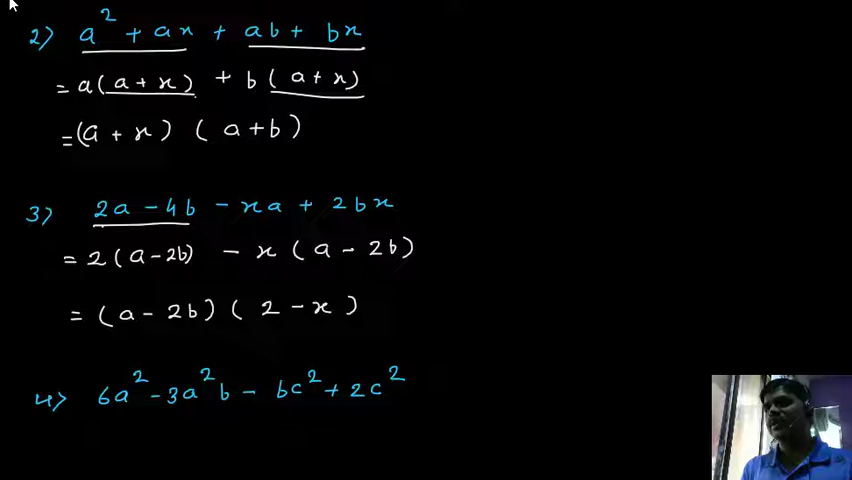 2) a² + ax + ab + bx
= a(a + x) + b(a + x)
= (a + x) (a + b)
3) 2a - 4b - xa + 2bx
= 2(a - 2b) - x(a - 2b)
= (a - 2b) (2 - x)
4) 6a² - 3a²b - bc² + 2c²